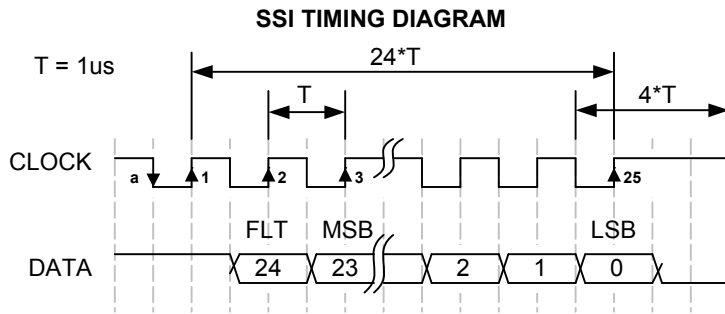 SSI TIMING DIAGRAM
T = 1us
24*T
T
4*T
CLOCK
a 1 2 3 25
FLT MSB LSB
DATA
24 23 2 1 0